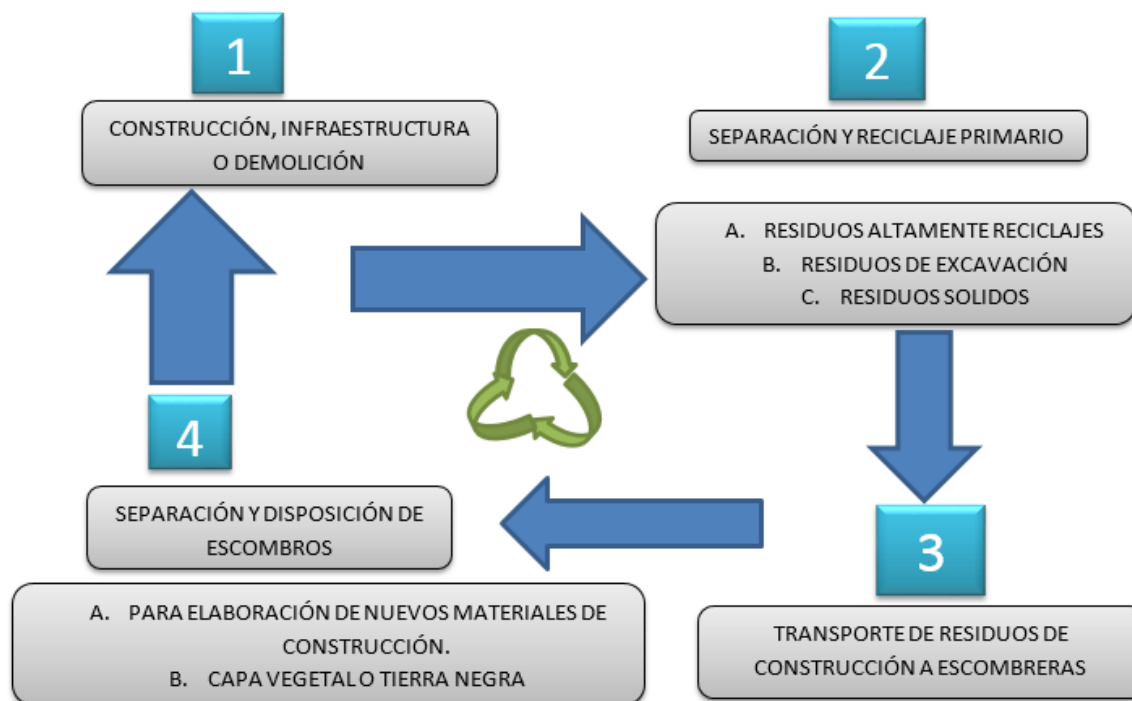 1
CONSTRUCCIÓN, INFRAESTRUCTURA
O DEMOLICIÓN
2
SEPARACIÓN Y RECICLAJE PRIMARIO
A. RESIDUOS ALTAMENTE RECICLAJES
B. RESIDUOS DE EXCAVACIÓN
C. RESIDUOS SOLIDOS
3
TRANSPORTE DE RESIDUOS DE
CONSTRUCCIÓN A ESCOMBRERAS
4
SEPARACIÓN Y DISPOSICIÓN DE
ESCOMBROS
A. PARA ELABORACIÓN DE NUEVOS MATERIALES DE
CONSTRUCCIÓN.
B. CAPA VEGETAL O TIERRA NEGRA